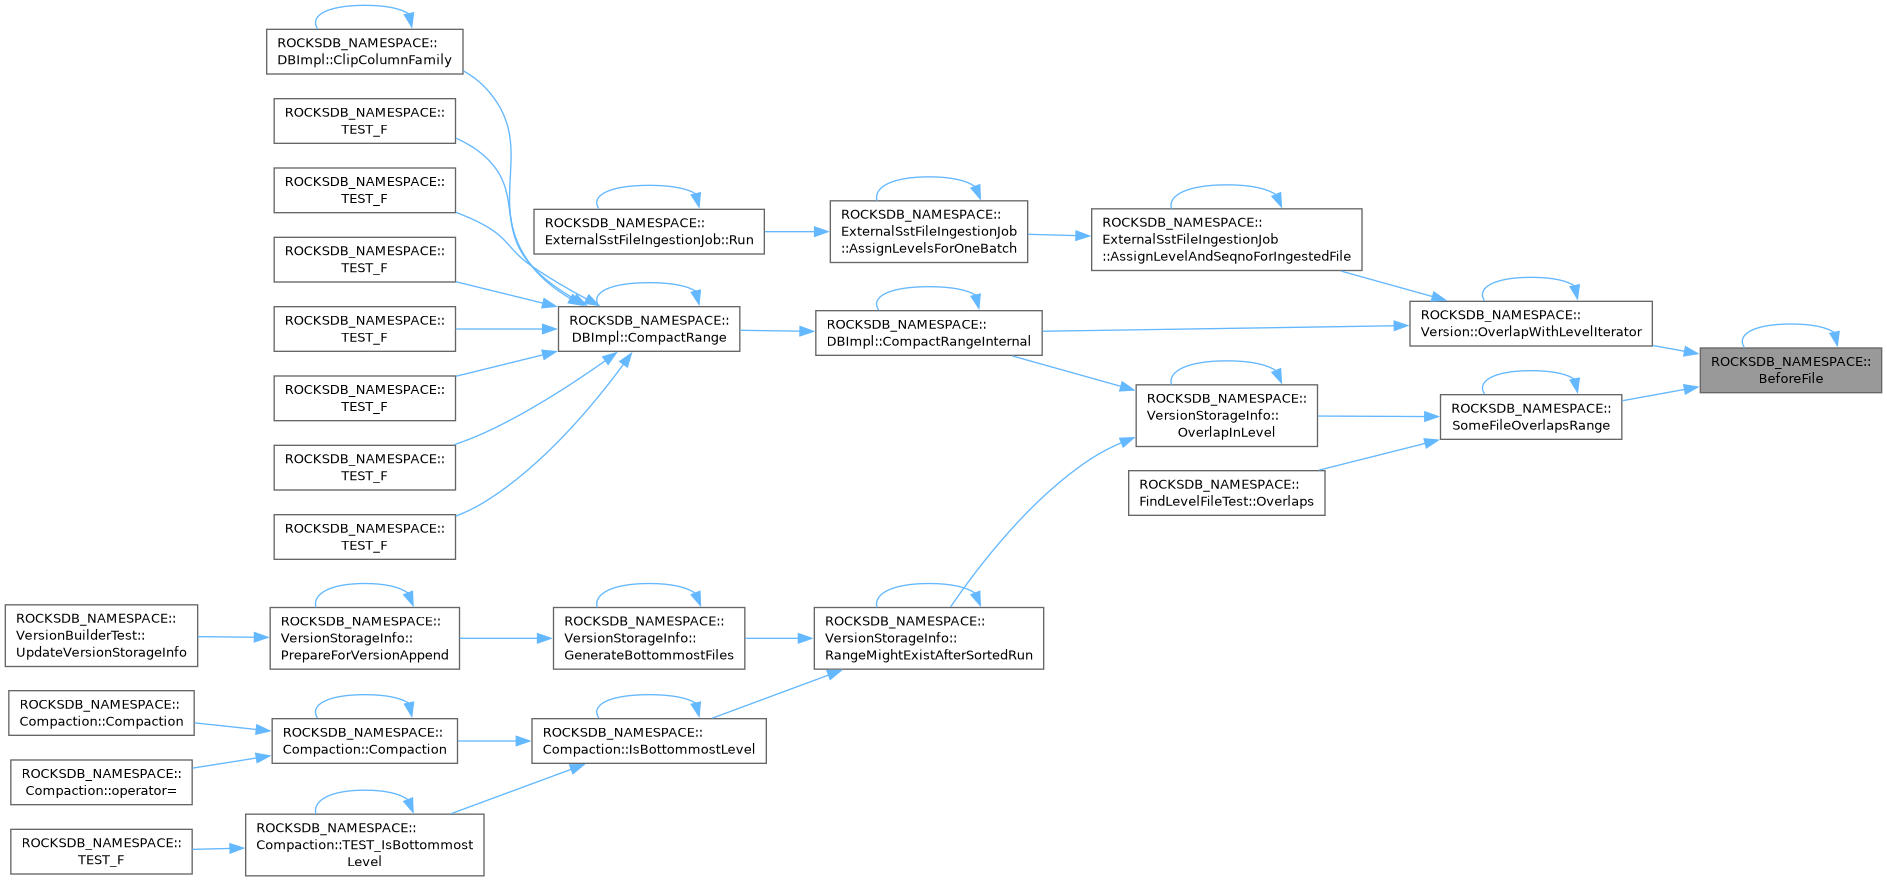 ROCKSDB_NAMESPACE::
DBImpl::ClipColumnFamily
ROCKSDB_NAMESPACE::
TEST_F
ROCKSDB_NAMESPACE::
TEST_F
ROCKSDB_NAMESPACE::
TEST_F
ROCKSDB_NAMESPACE::
TEST_F
ROCKSDB_NAMESPACE::
TEST_F
ROCKSDB_NAMESPACE::
TEST_F
ROCKSDB_NAMESPACE::
TEST_F
ROCKSDB_NAMESPACE::
ExternalSstFileIngestionJob::Run
ROCKSDB_NAMESPACE::
ExternalSstFileIngestionJob
::AssignLevelsForOneBatch
ROCKSDB_NAMESPACE::
ExternalSstFileIngestionJob
::AssignLevelAndSeqnoForIngestedFile
ROCKSDB_NAMESPACE::
DBImpl::CompactRange
ROCKSDB_NAMESPACE::
DBImpl::CompactRangeInternal
ROCKSDB_NAMESPACE::
Version::OverlapWithLevelIterator
ROCKSDB_NAMESPACE::
BeforeFile
ROCKSDB_NAMESPACE::
VersionStorageInfo::
OverlapInLevel
ROCKSDB_NAMESPACE::
SomeFileOverlapsRange
ROCKSDB_NAMESPACE::
FindLevelFileTest::Overlaps
ROCKSDB_NAMESPACE::
VersionBuilderTest::
UpdateVersionStorageInfo
ROCKSDB_NAMESPACE::
VersionStorageInfo::
PrepareForVersionAppend
ROCKSDB_NAMESPACE::
VersionStorageInfo::
GenerateBottommostFiles
ROCKSDB_NAMESPACE::
VersionStorageInfo::
RangeMightExistAfterSortedRun
ROCKSDB_NAMESPACE::
Compaction::Compaction
ROCKSDB_NAMESPACE::
Compaction::Compaction
ROCKSDB_NAMESPACE::
Compaction::IsBottommostLevel
ROCKSDB_NAMESPACE::
Compaction::operator=
ROCKSDB_NAMESPACE::
Compaction::TEST_IsBottommost
Level
ROCKSDB_NAMESPACE::
TEST_F